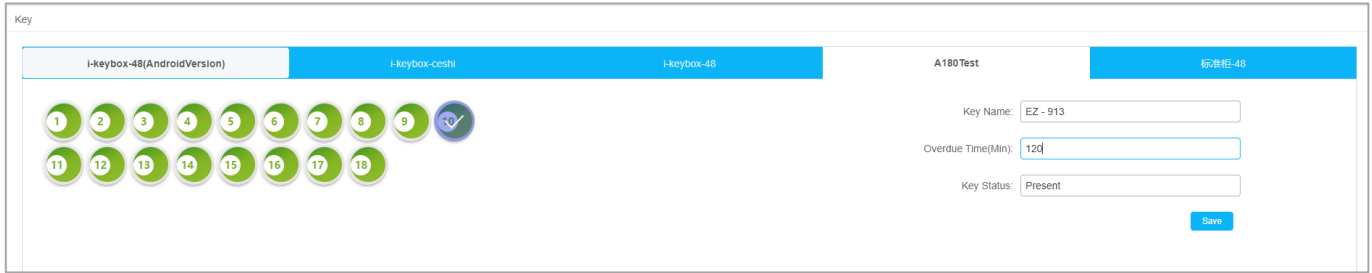 Key
i-keybox-48(AndroidVersion) i-keybox-ceshi i-keybox-48 A180Test 标准柜-48
1 2 3 4 5 6 7 8 9 10
Key Name: EZ - 913
Overdue Time(Min): 120
11 12 13 14 15 16 17 18
Key Status: Present
Save